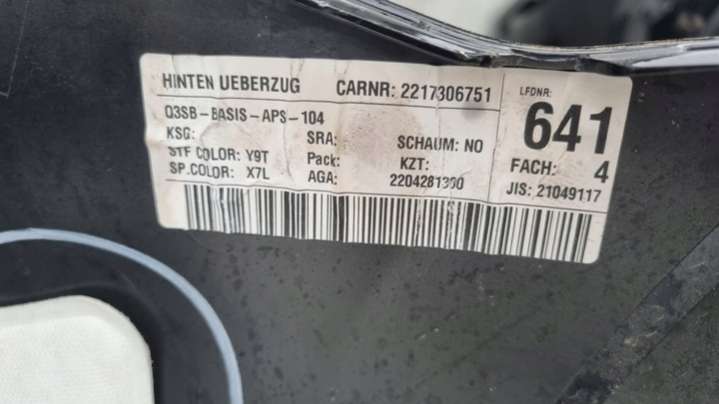 HINTEN UEBERZUG CARNR: 2217306751
Q3SB-BASIS-APS-104
KSG: SRA: SCHAUM: NO
STF COLOR: Y9T Pack: KZT:
SP.COLOR: X7L AGA: 2204281300
LFDNR:
641
FACH: 4
JIS: 21049117